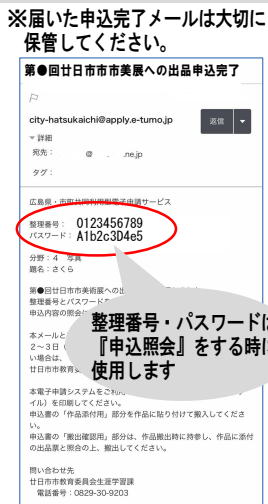 ※届いた申込完了メールは大切に
保管してください。
第●回廿日市市美展への出品申込完了
city-hatsukaichi@apply.e-tumo.jp
返信
詳細
宛先： @ . .ne.jp
タグ：
広島県・市町共同利用型電子申請サービス
整理番号： 0123456789
パスワード： A1b2c3D4e5
分野：4 写真
題名：さくら
第●回廿日市市美術展への出
整理番号とパスワードを
申込内容の照会に
整理番号・パスワードは
『申込照会』をする時に
使用します
本メールと
2～3日（
い場合は、
廿日市市教育委
本電子申請システムをご利用
イル）を印刷してください。
申込書の「作品添付用」部分を作品に貼り付けて搬入してくださ
い。
申込書の「搬出確認用」部分は、作品搬出時に持参し、作品に添付
の出品票と照合の上、搬出してください。
問い合わせ先
廿日市市教育委員会生涯学習課
電話番号：0829-30-9203